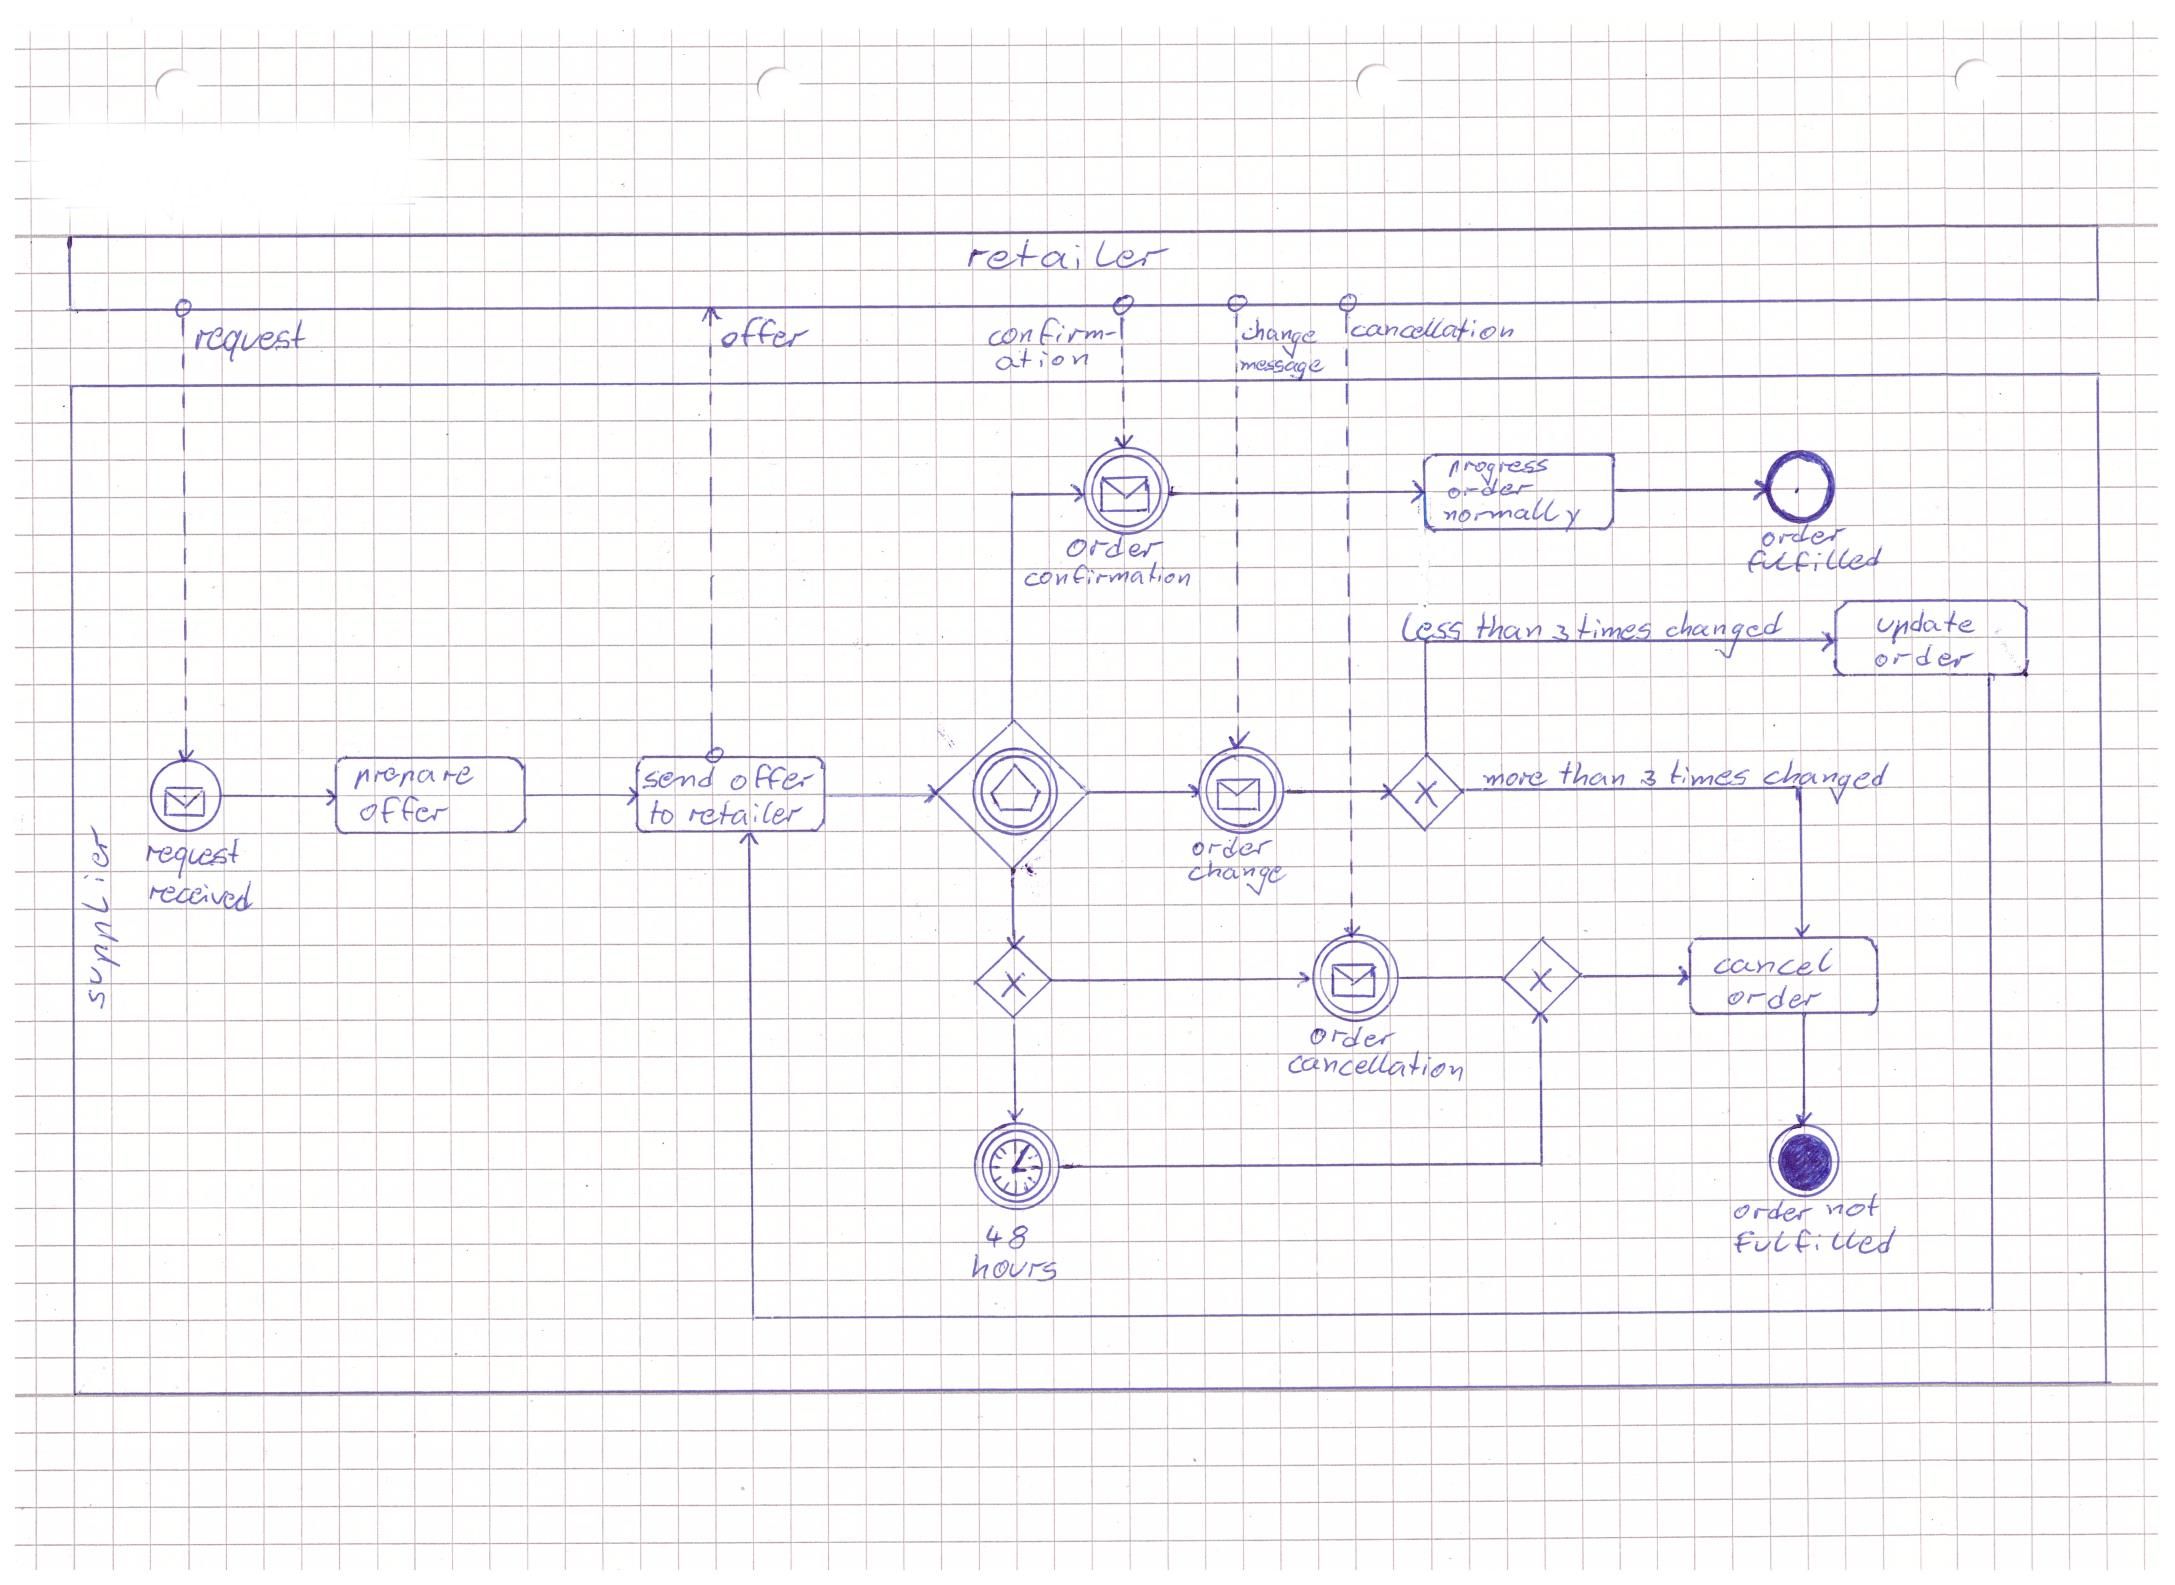 retailer
request
offer
confirm-
ation
change
message
cancellation
progress
order
normally
order
fulfilled
order
confirmation
less than 3 times changed
update
order
supplier
request
received
prepare
offer
send offer
to retailer
order
change
more than 3 times changed
order
cancellation
cancel
order
48
hours
order not
fulfilled